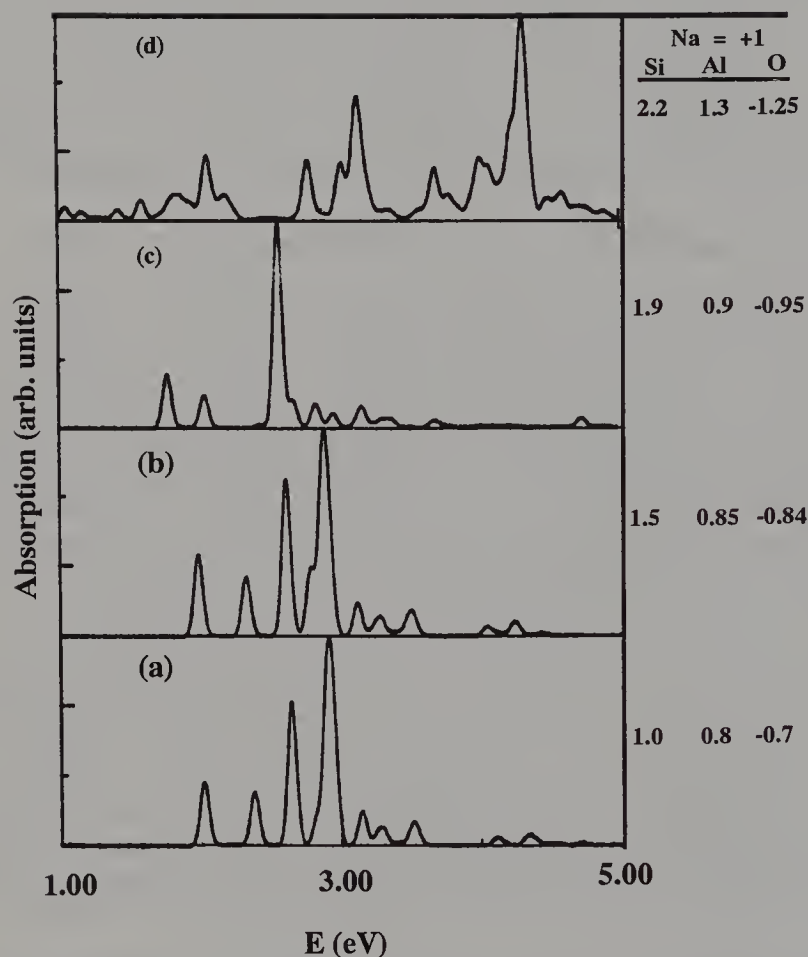 (d)
Na = +1
Si Al O
2.2 1.3 -1.25
(c)
1.9 0.9 -0.95
(b)
1.5 0.85 -0.84
(a)
1.0 0.8 -0.7
Absorption (arb. units)
1.00 3.00 5.00
E (eV)